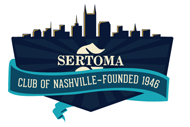 SERTOMA
CLUB OF NASHVILLE-FOUNDED 1946